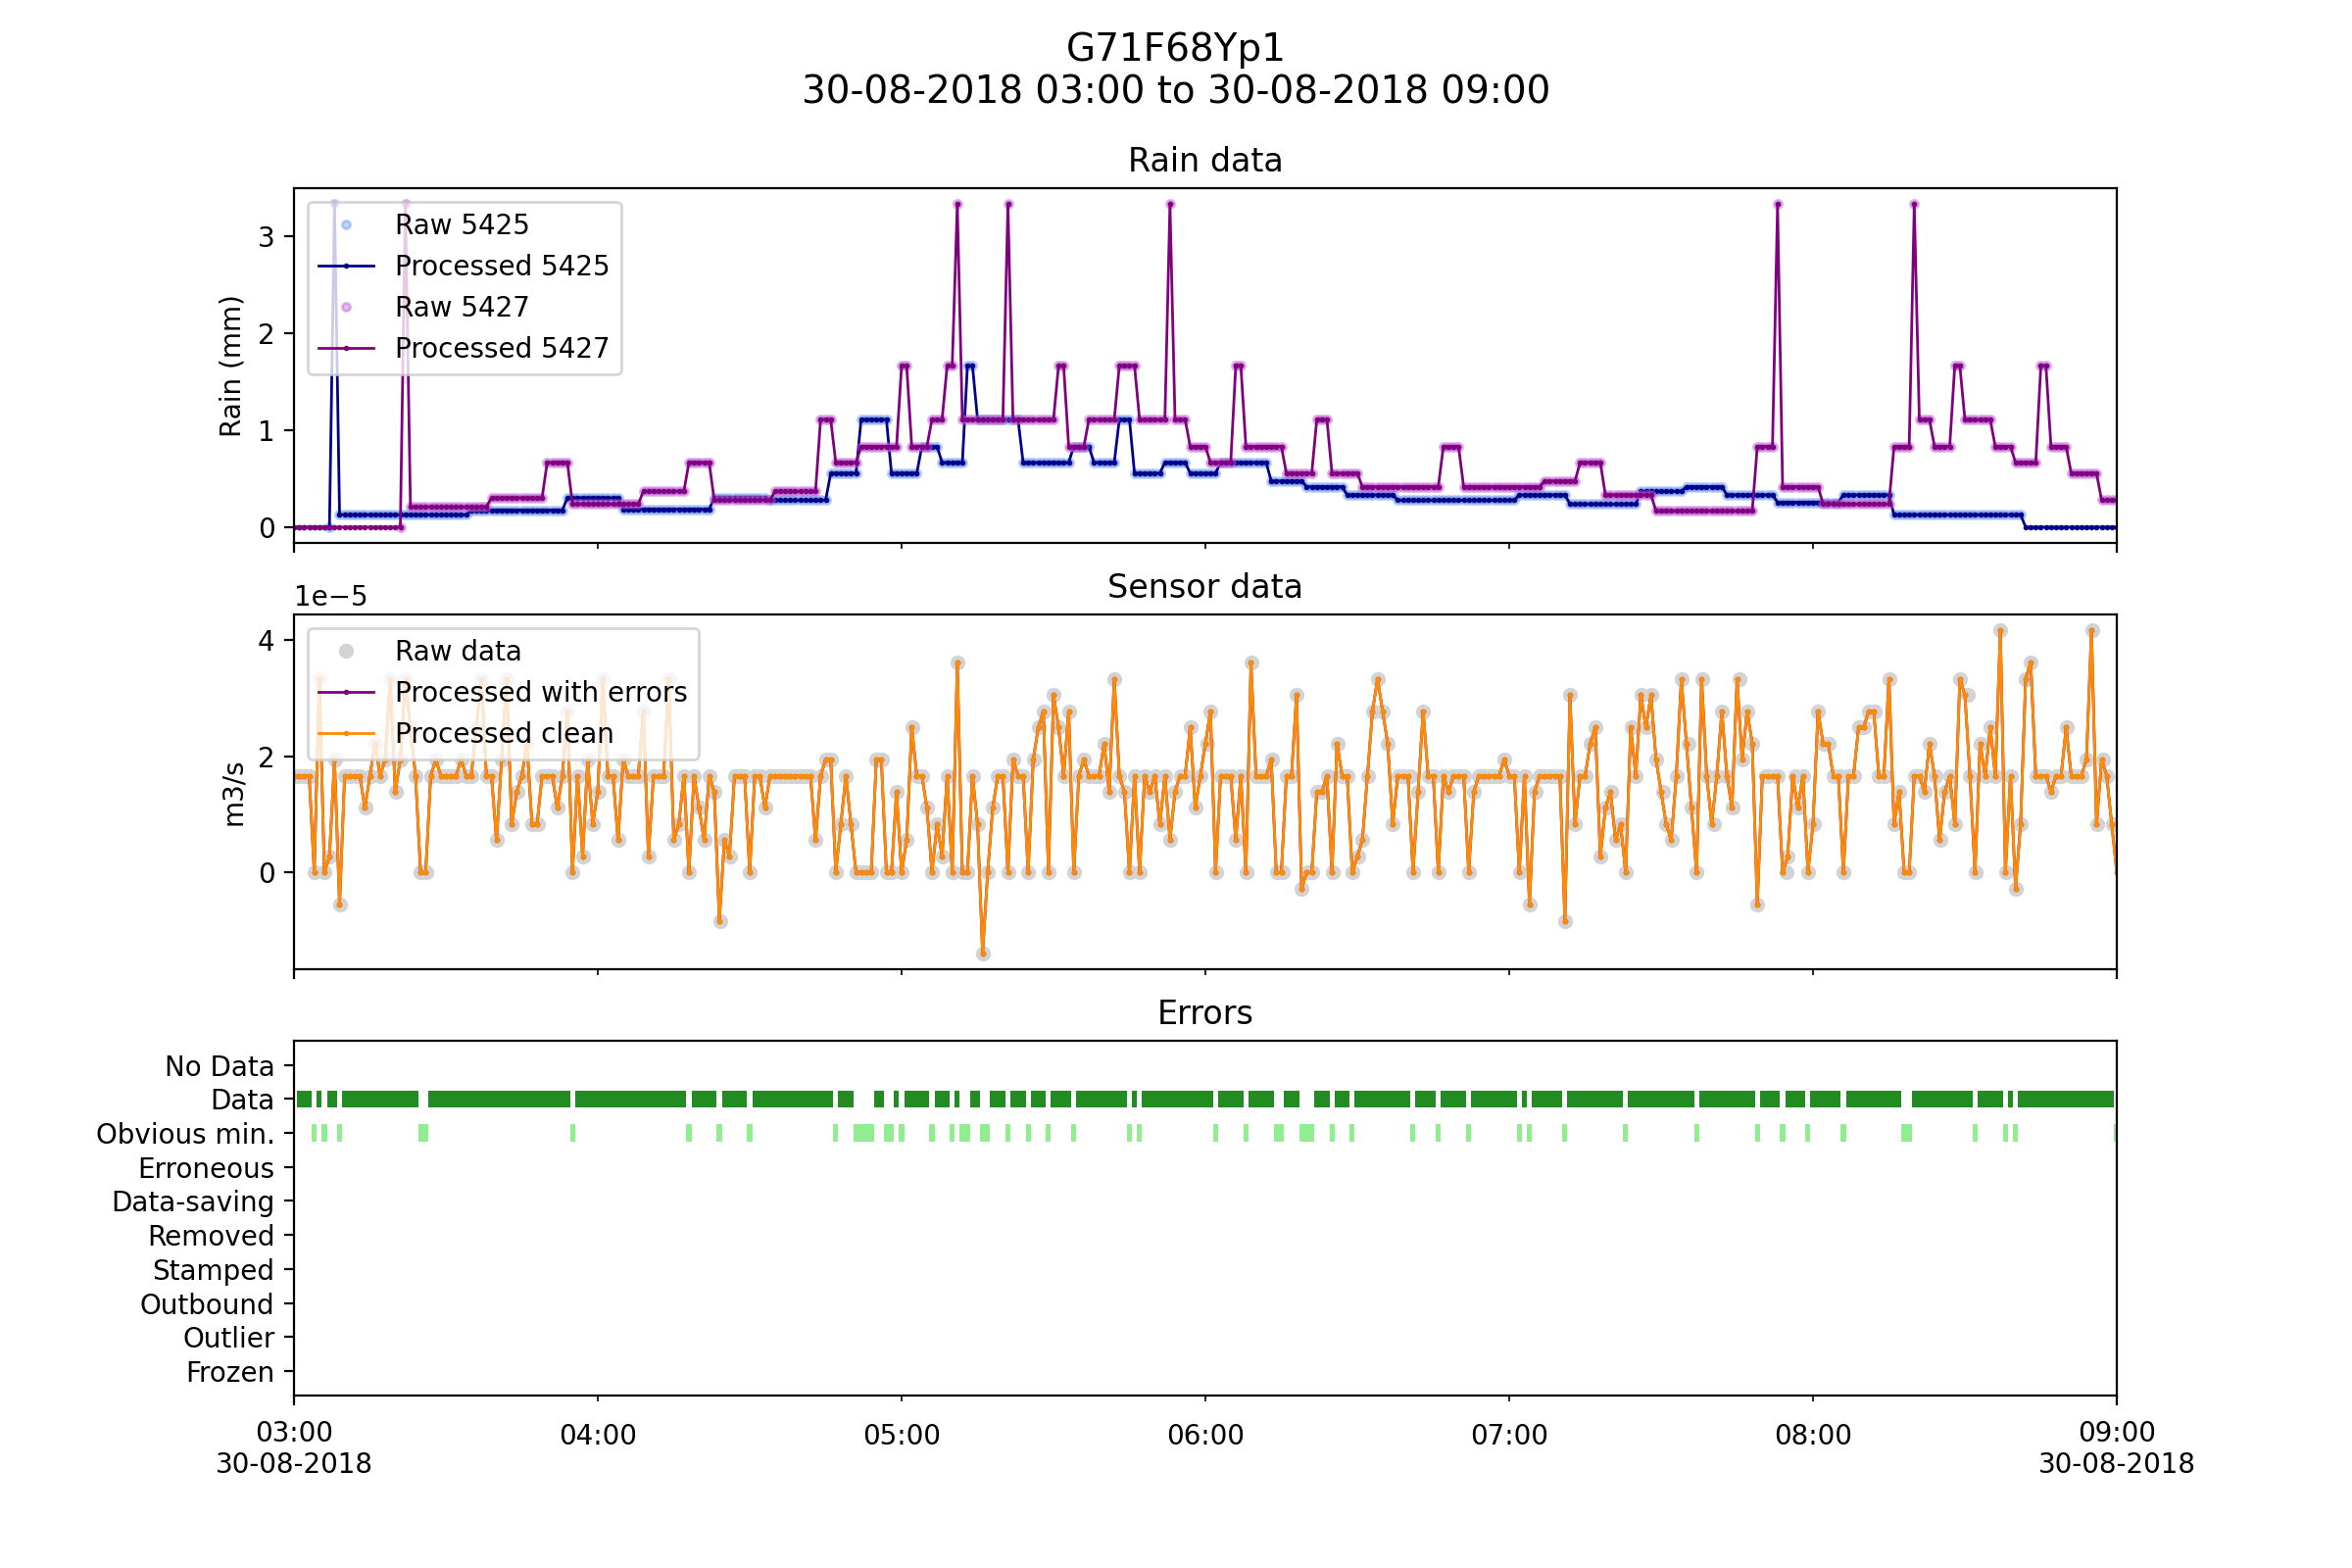 G71F68Yp1
30-08-2018 03:00 to 30-08-2018 09:00
Rain data
Rain (mm)
3
2
1
0
Raw 5425
Processed 5425
Raw 5427
Processed 5427
Sensor data
1e−5
m3/s
4
2
0
Raw data
Processed with errors
Processed clean
Errors
No Data
Data
Obvious min.
Erroneous
Data-saving
Removed
Stamped
Outbound
Outlier
Frozen
03:00 04:00 05:00 06:00 07:00 08:00 09:00
30-08-2018 30-08-2018